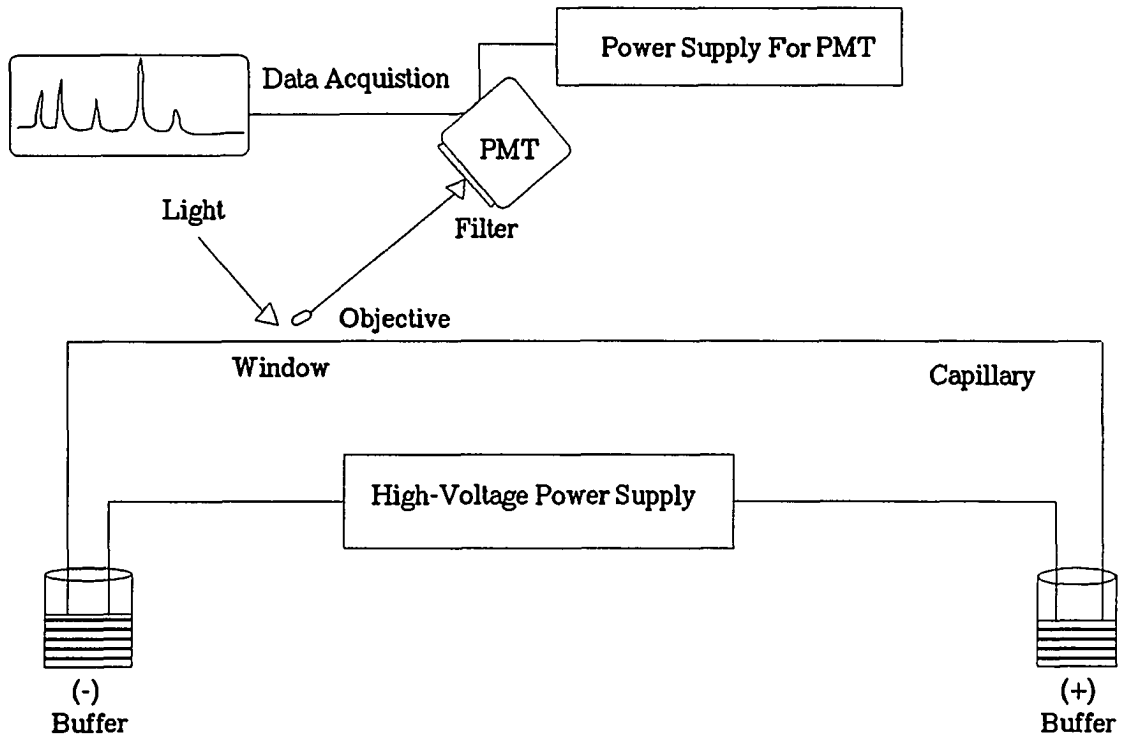 Power Supply For PMT
Data Acquistion
PMT
Light
Filter
Objective
Window
Capillary
High-Voltage Power Supply
(-)
Buffer
(+)
Buffer